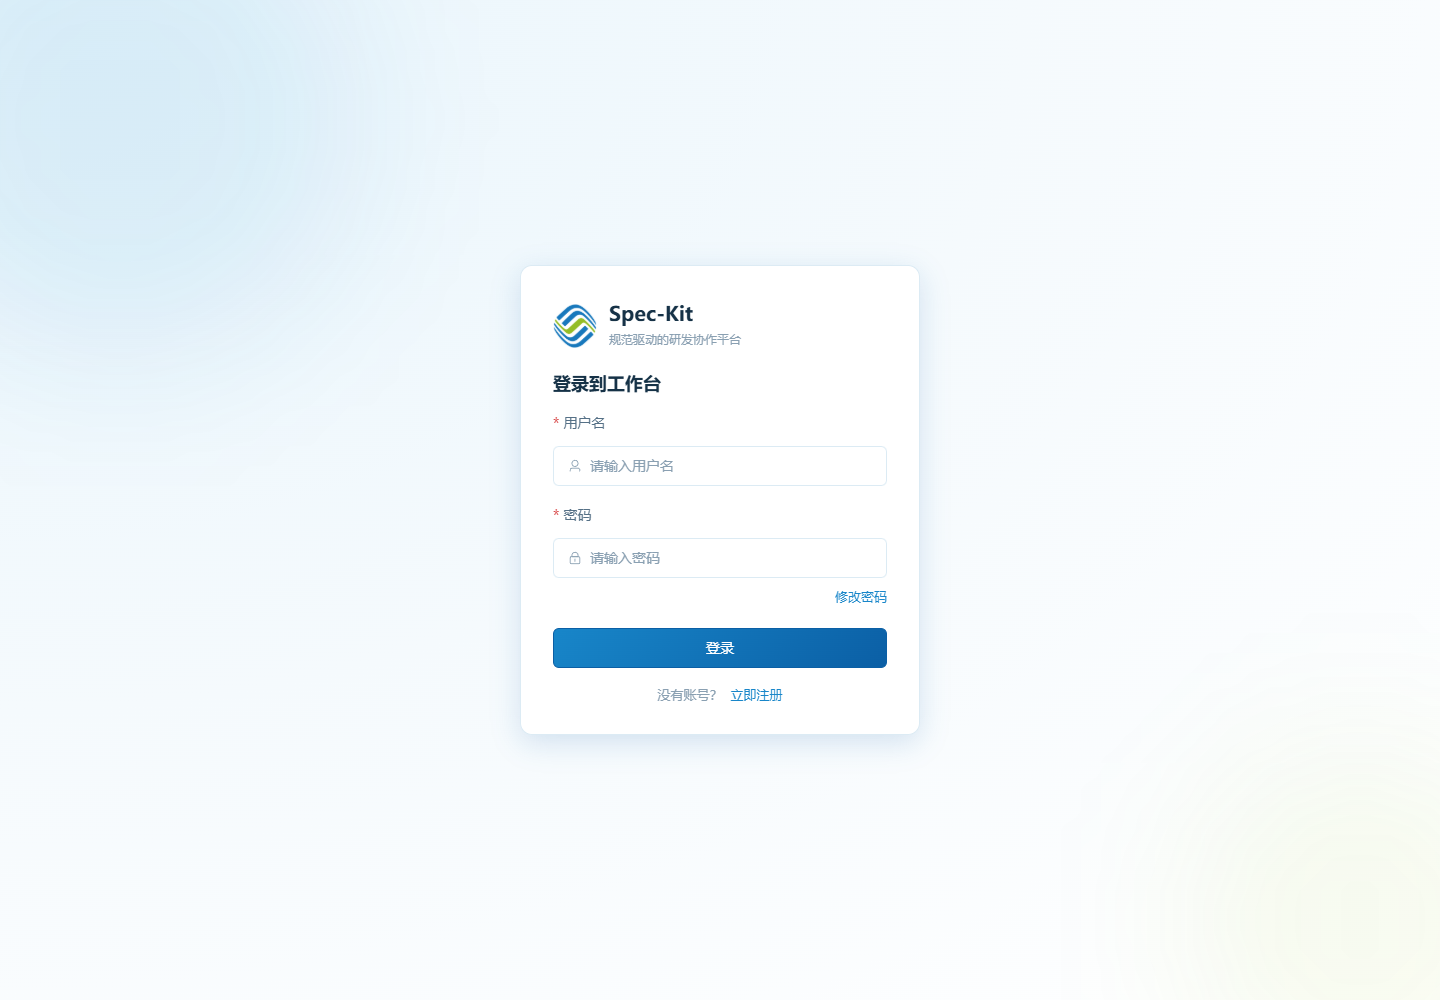 Spec-Kit
规范驱动的研发协作平台
登录到工作台
* 用户名
请输入用户名
* 密码
请输入密码
修改密码
登录
没有账号? 立即注册